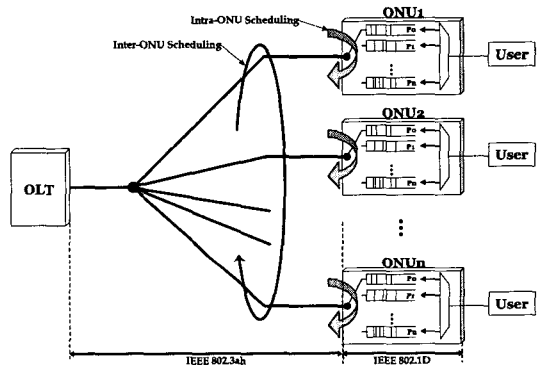 Intra-ONU Scheduling
Inter-ONU Scheduling
ONU1
P0
P1
Pn
User
ONU2
P0
P1
Pn
User
OLT
ONUn
P0
P1
Pn
User
IEEE 802.3ah
IEEE 802.1D